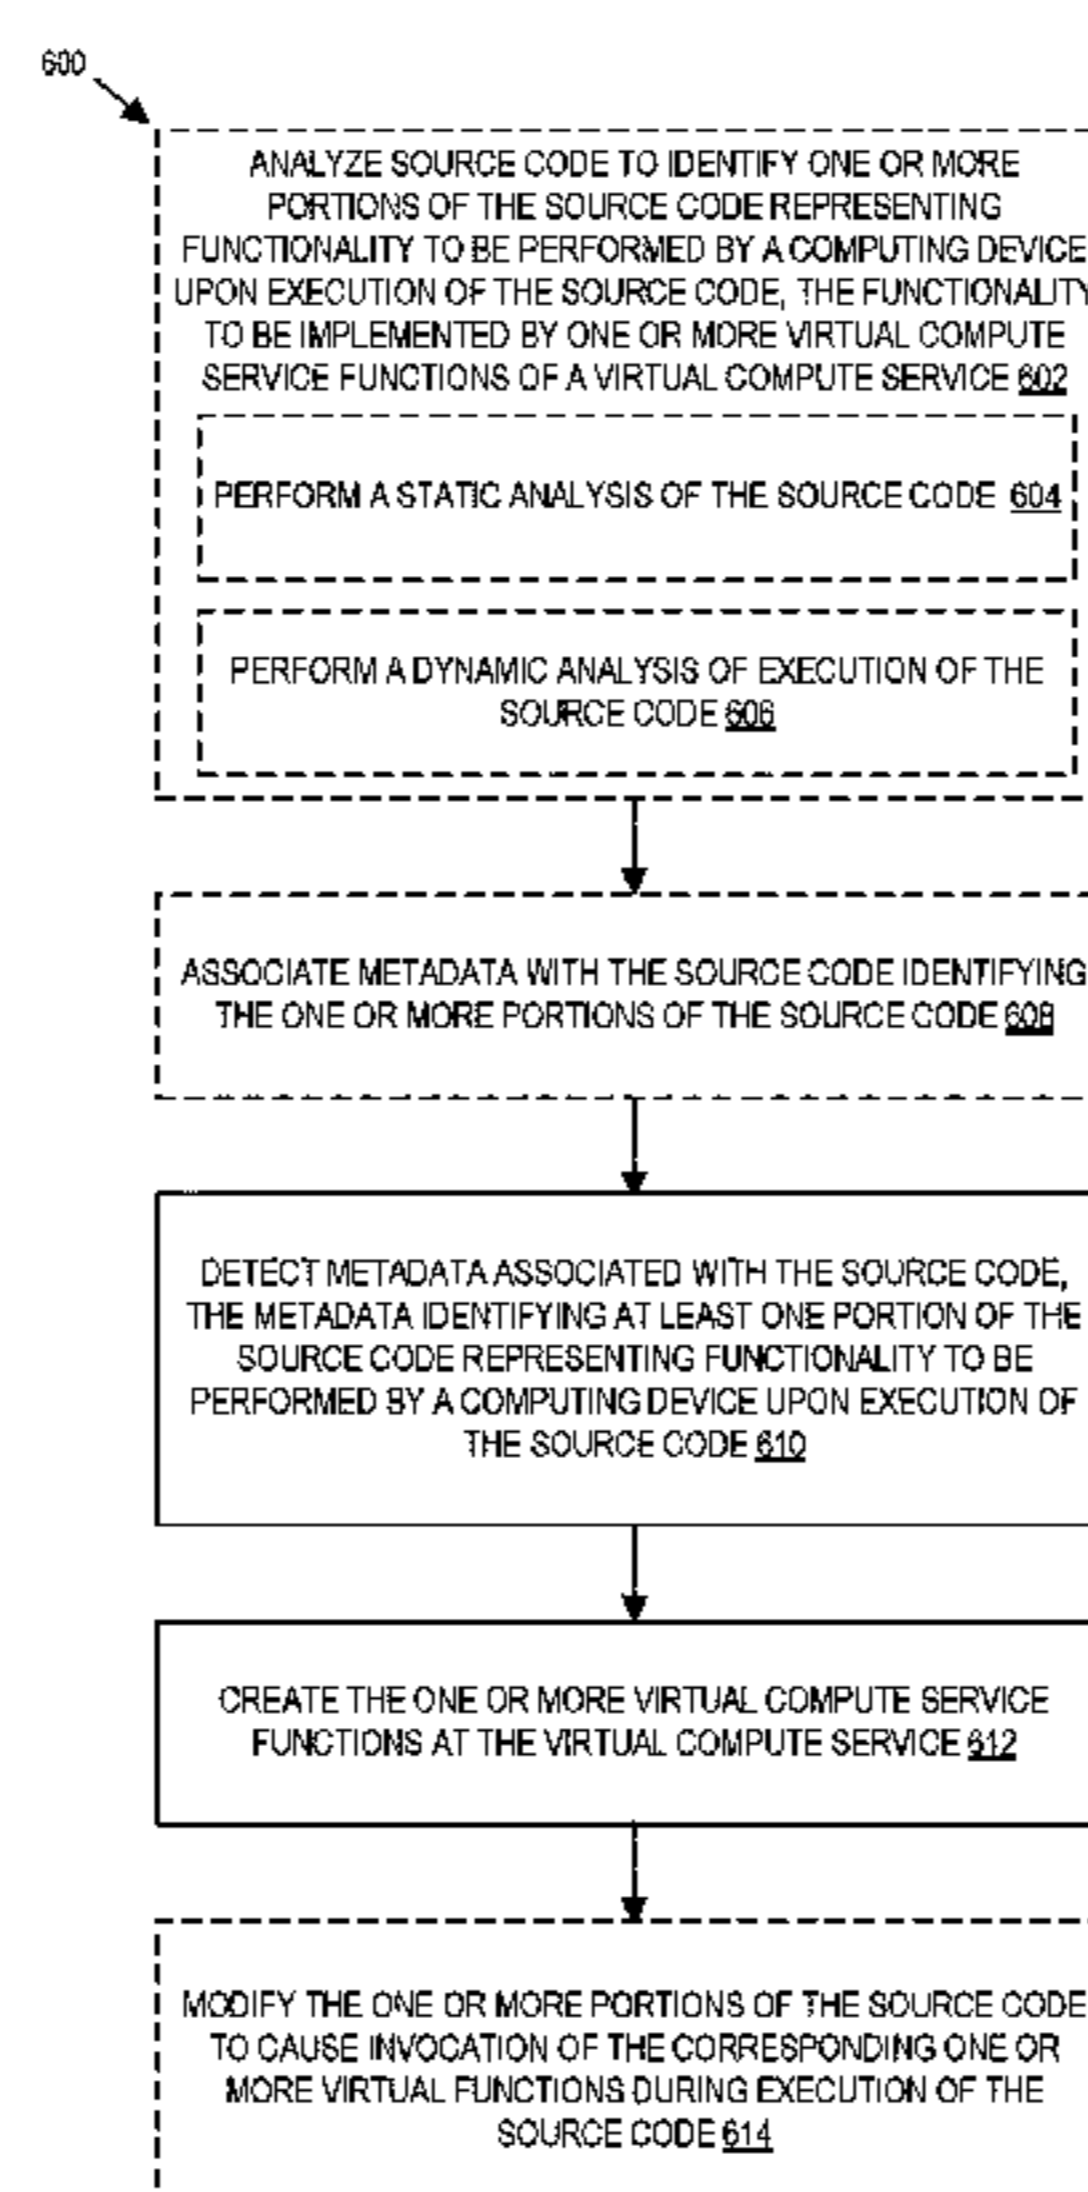 600
ANALYZE SOURCE CODE TO IDENTIFY ONE OR MORE
PORTIONS OF THE SOURCE CODE REPRESENTING
FUNCTIONALITY TO BE PERFORMED BY A COMPUTING DEVICE
UPON EXECUTION OF THE SOURCE CODE, THE FUNCTIONALITY
TO BE IMPLEMENTED BY ONE OR MORE VIRTUAL COMPUTE
SERVICE FUNCTIONS OF A VIRTUAL COMPUTE SERVICE 602
PERFORM A STATIC ANALYSIS OF THE SOURCE CODE 604
PERFORM A DYNAMIC ANALYSIS OF EXECUTION OF THE
SOURCE CODE 606
ASSOCIATE METADATA WITH THE SOURCE CODE IDENTIFYING
THE ONE OR MORE PORTIONS OF THE SOURCE CODE 608
DETECT METADATA ASSOCIATED WITH THE SOURCE CODE,
THE METADATA IDENTIFYING AT LEAST ONE PORTION OF THE
SOURCE CODE REPRESENTING FUNCTIONALITY TO BE
PERFORMED BY A COMPUTING DEVICE UPON EXECUTION OF
THE SOURCE CODE 610
CREATE THE ONE OR MORE VIRTUAL COMPUTE SERVICE
FUNCTIONS AT THE VIRTUAL COMPUTE SERVICE 612
MODIFY THE ONE OR MORE PORTIONS OF THE SOURCE CODE
TO CAUSE INVOCATION OF THE CORRESPONDING ONE OR
MORE VIRTUAL FUNCTIONS DURING EXECUTION OF THE
SOURCE CODE 614